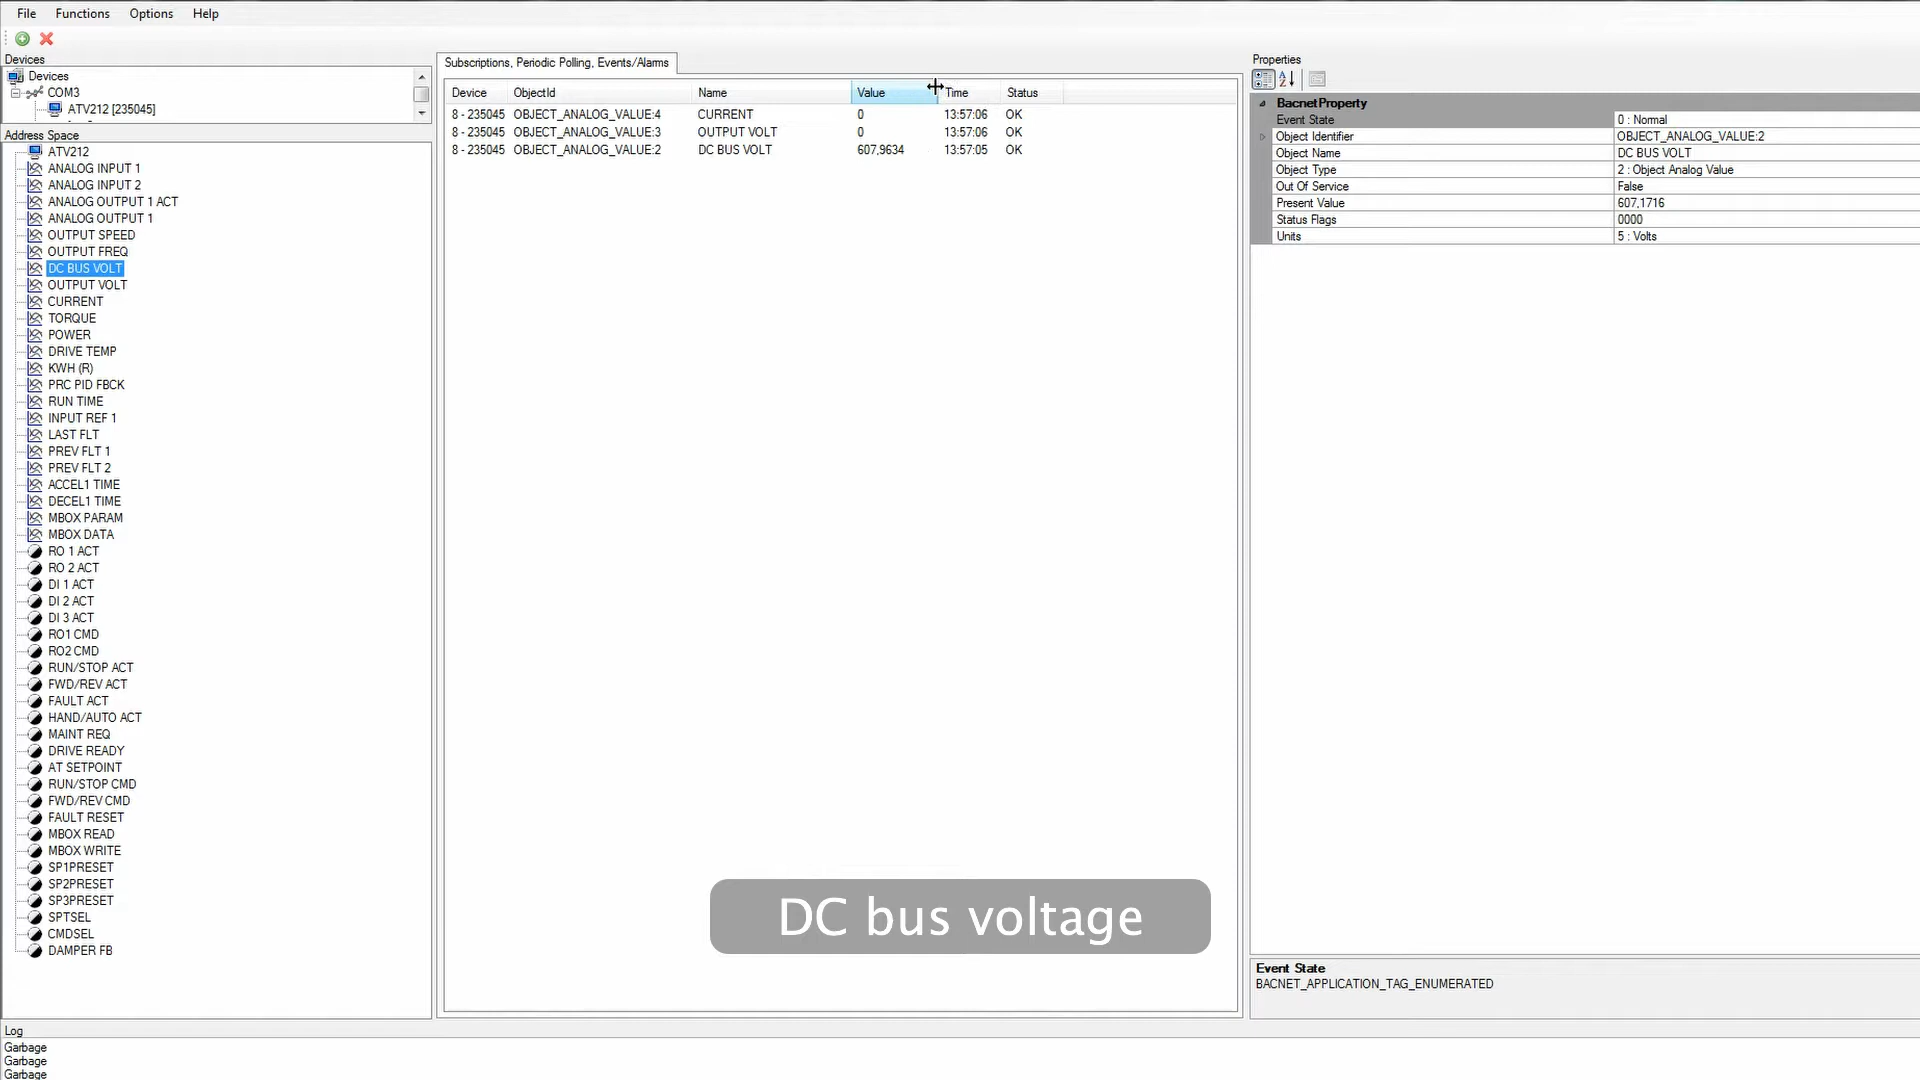 File Functions Options Help
Devices
Devices
COM3
ATV212 [235045]
Address Space
ATV212
ANALOG INPUT 1
ANALOG INPUT 2
ANALOG OUTPUT 1 ACT
ANALOG OUTPUT 1
OUTPUT SPEED
OUTPUT FREQ
DC BUS VOLT
OUTPUT VOLT
CURRENT
TORQUE
POWER
DRIVE TEMP
KWH (R)
PRC PID FBCK
RUN TIME
INPUT REF 1
LAST FLT
PREV FLT 1
PREV FLT 2
ACCEL1 TIME
DECEL1 TIME
MBOX PARAM
MBOX DATA
RO 1 ACT
RO 2 ACT
DI 1 ACT
DI 2 ACT
DI 3 ACT
RO1 CMD
RO2 CMD
RUN/STOP ACT
FWD/REV ACT
FAULT ACT
HAND/AUTO ACT
MAINT REQ
DRIVE READY
AT SETPOINT
RUN/STOP CMD
FWD/REV CMD
FAULT RESET
MBOX READ
MBOX WRITE
SP1PRESET
SP2PRESET
SP3PRESET
SPTSEL
CMDSEL
DAMPER FB
Subscriptions, Periodic Polling, Events/Alarms
Device ObjectId Name Value Time Status
8 - 235045 OBJECT_ANALOG_VALUE:4 CURRENT 0 13:57:06 OK
8 - 235045 OBJECT_ANALOG_VALUE:3 OUTPUT VOLT 0 13:57:06 OK
8 - 235045 OBJECT_ANALOG_VALUE:2 DC BUS VOLT 607,9634 13:57:05 OK
DC bus voltage
Properties
BacnetProperty
Event State 0 : Normal
Object Identifier OBJECT_ANALOG_VALUE:2
Object Name DC BUS VOLT
Object Type 2 : Object Analog Value
Out Of Service False
Present Value 607,1716
Status Flags 0000
Units 5 : Volts
Event State
BACNET_APPLICATION_TAG_ENUMERATED
Log
Garbage
Garbage
Garbage